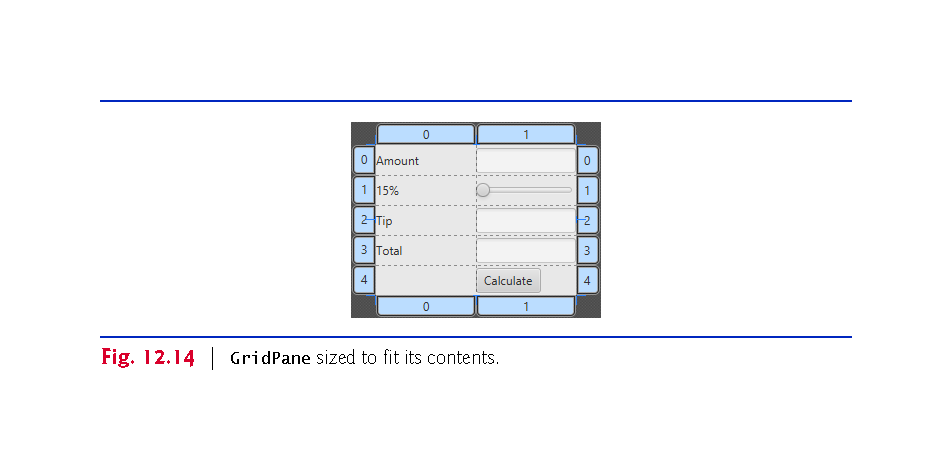 0 1
0 Amount 0
1 15% 1
2 Tip 2
3 Total 3
4 Calculate 4
0 1
Fig. 12.14 | GridPane sized to fit its contents.